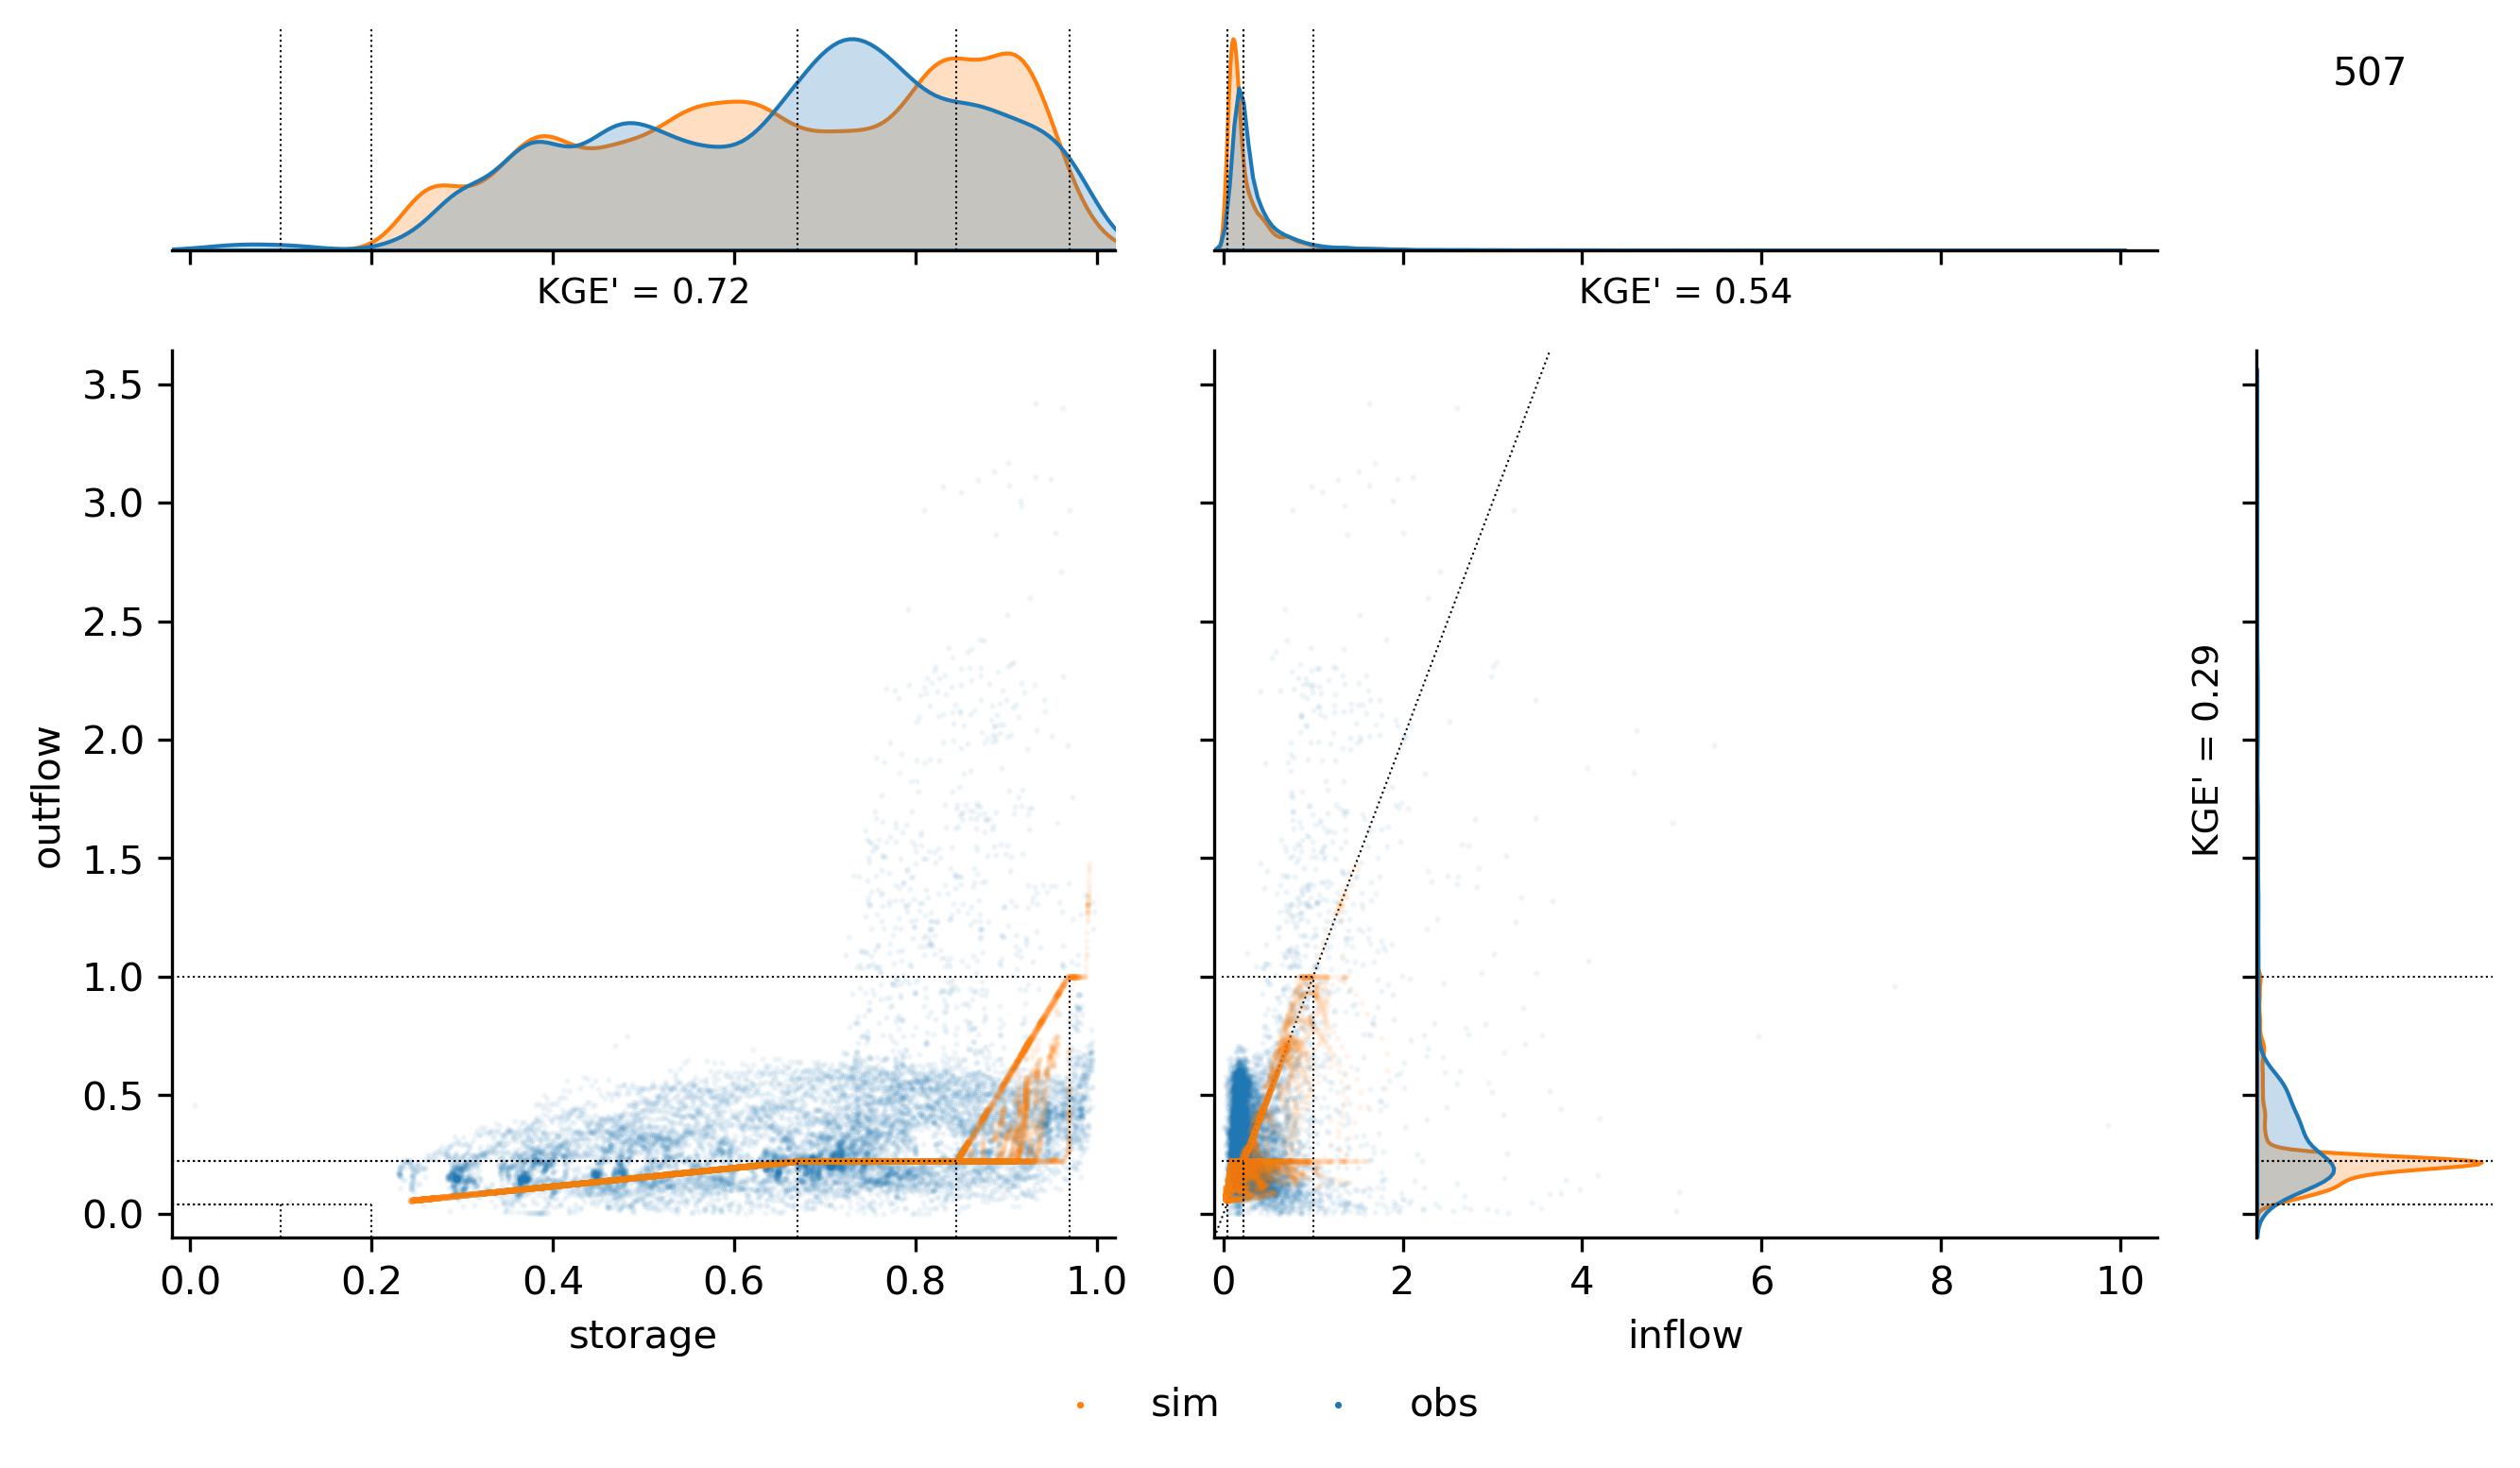 507
KGE' = 0.72
KGE' = 0.54
3.5
3.0
2.5
2.0
1.5
1.0
0.5
0.0
outflow
KGE' = 0.29
0.0 0.2 0.4 0.6 0.8 1.0
0 2 4 6 8 10
storage
inflow
sim obs